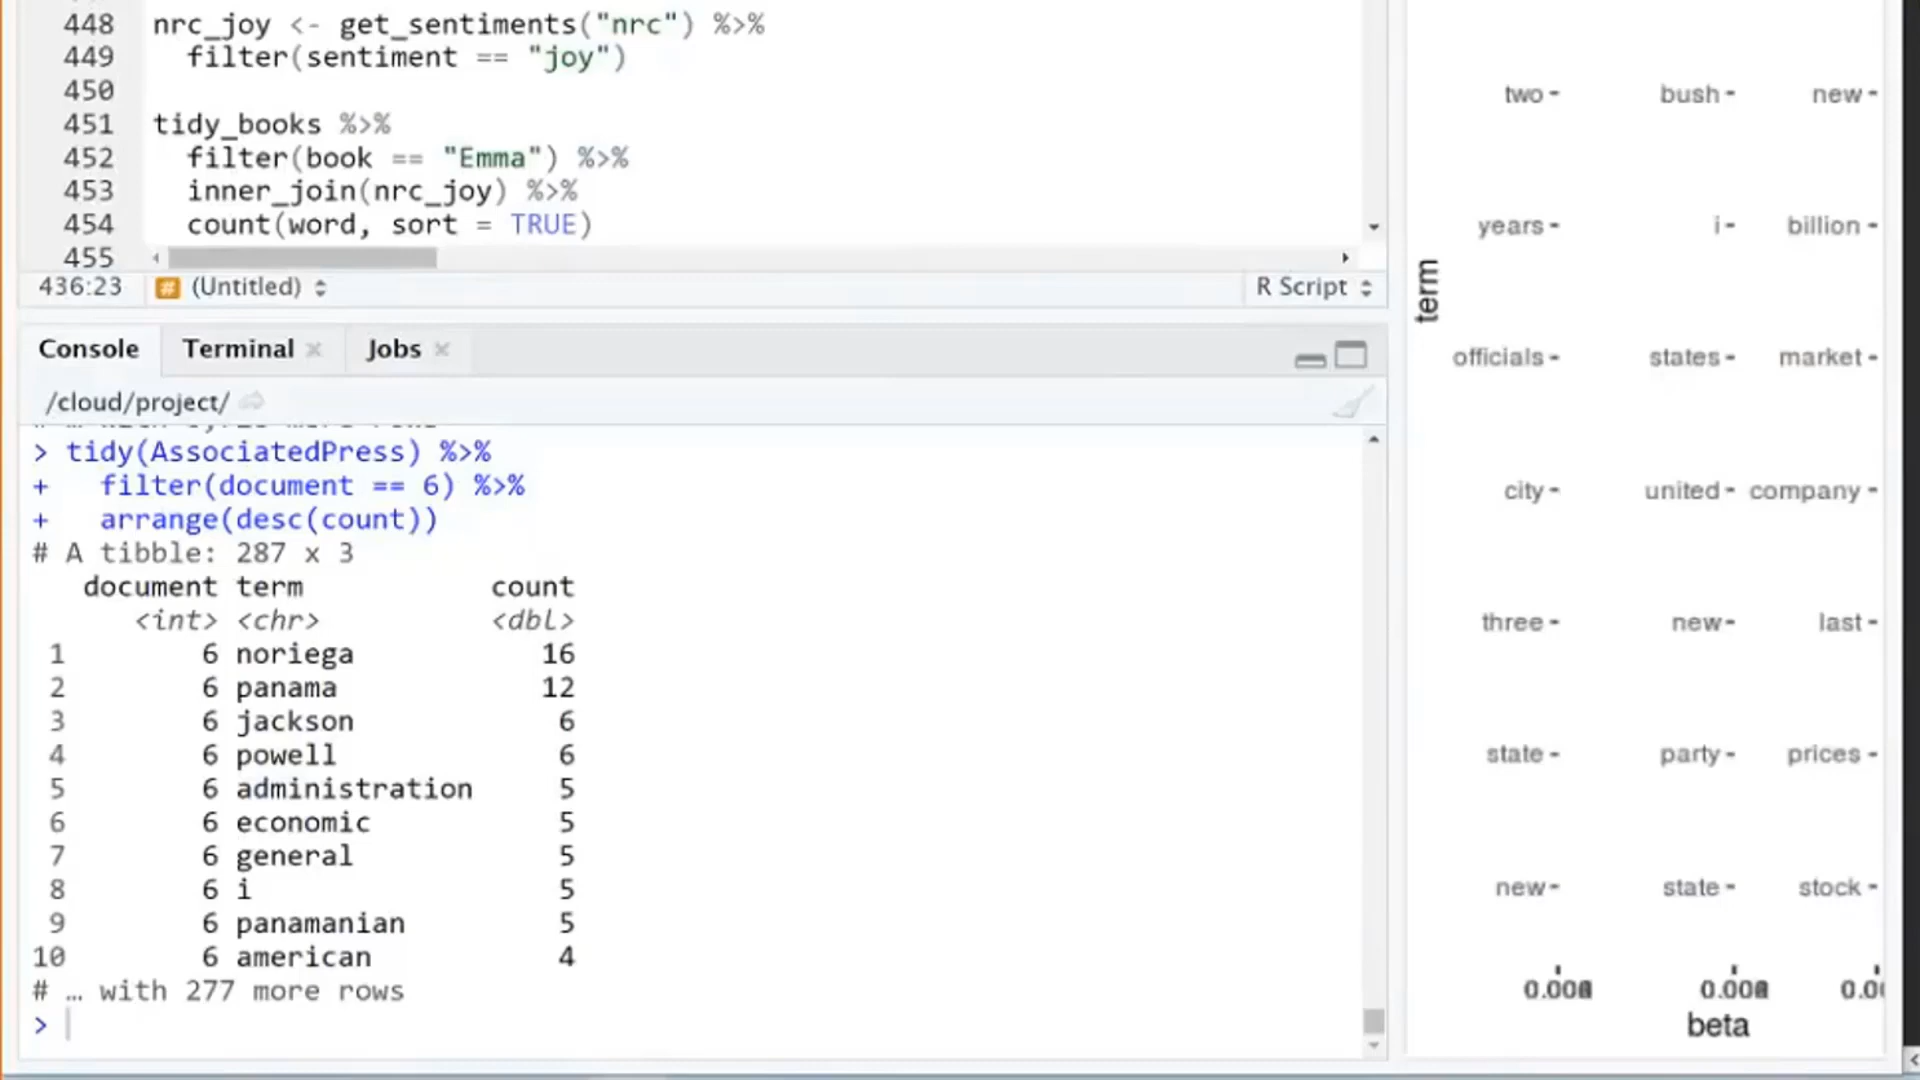 448 nrc_joy <- get_sentiments("nrc") %>%
449 filter(sentiment == "joy")
450
451 tidy_books %>%
452 filter(book == "Emma") %>%
453 inner_join(nrc_joy) %>%
454 count(word, sort = TRUE)
455
436:23 # (Untitled) R Script
Console Terminal Jobs
/cloud/project/
> tidy(AssociatedPress) %>%
+ filter(document == 6) %>%
+ arrange(desc(count))
# A tibble: 287 x 3
document term count
<int> <chr> <dbl>
1 6 noriega 16
2 6 panama 12
3 6 jackson 6
4 6 powell 6
5 6 administration 5
6 6 economic 5
7 6 general 5
8 6 i 5
9 6 panamanian 5
10 6 american 4
# … with 277 more rows
>
term
two bush new
years i billion
officials states market
city united company
three new last
state party prices
new state stock
beta